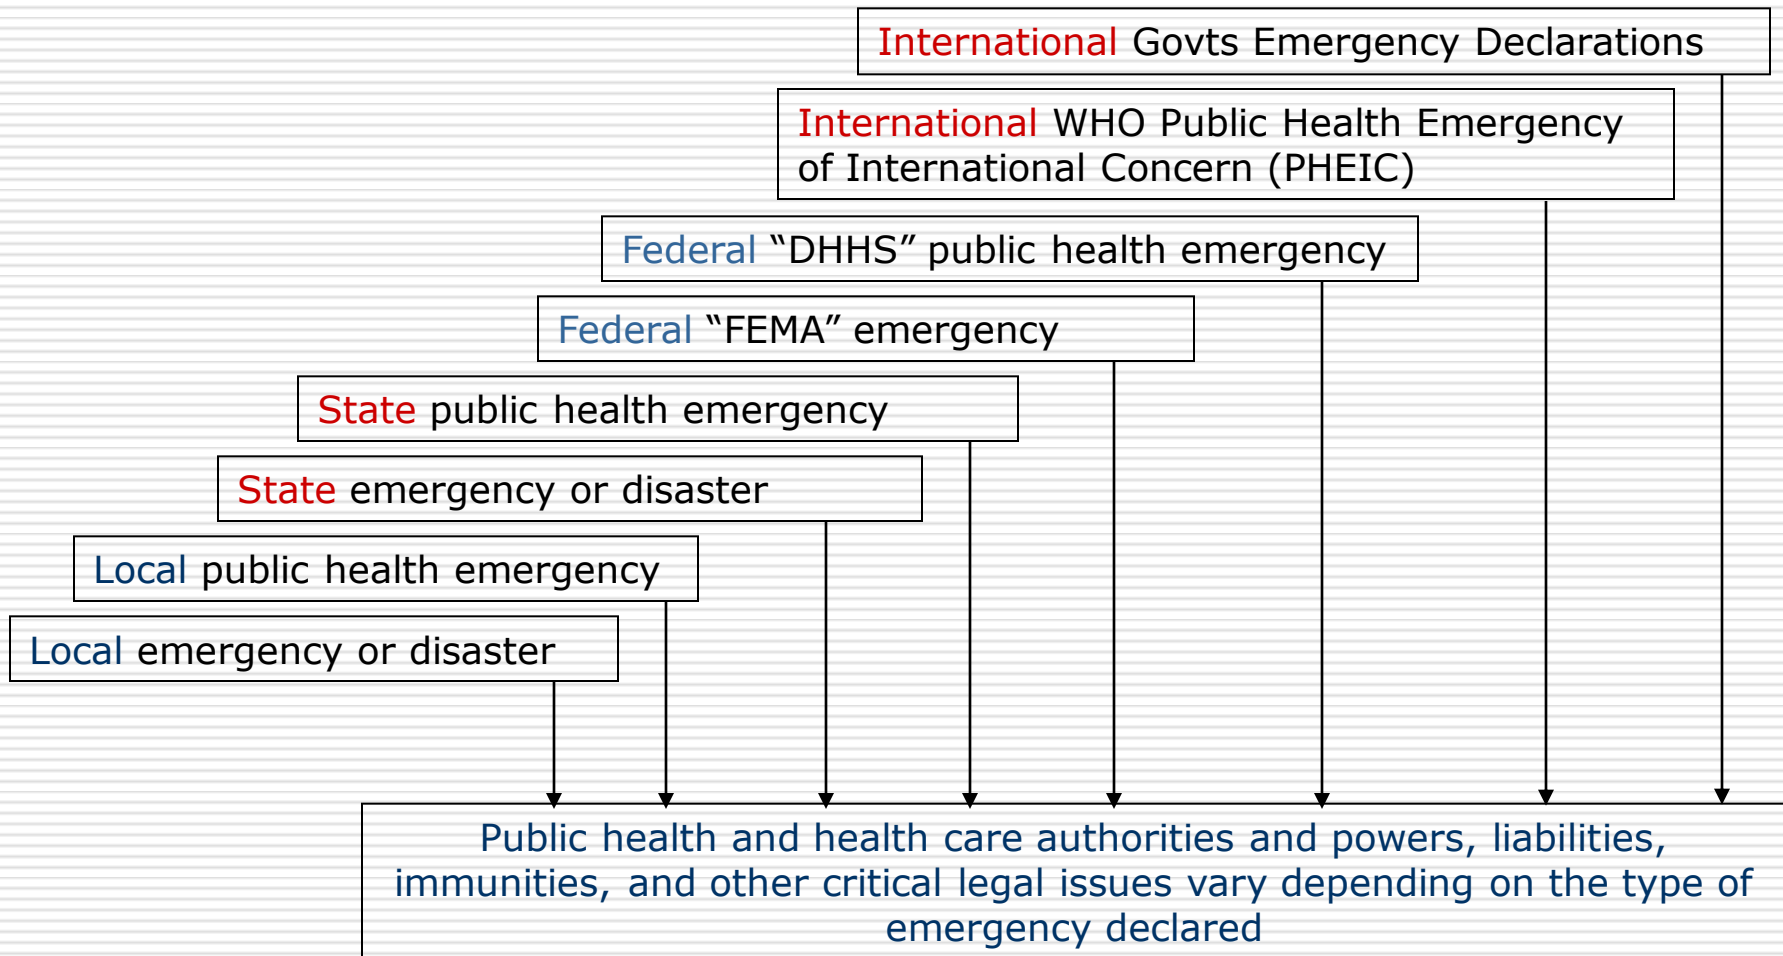 International Govts Emergency Declarations
International WHO Public Health Emergency
of International Concern (PHEIC)
Federal “DHHS” public health emergency
Federal “FEMA” emergency
State public health emergency
State emergency or disaster
Local public health emergency
Local emergency or disaster
Public health and health care authorities and powers, liabilities,
immunities, and other critical legal issues vary depending on the type of
emergency declared